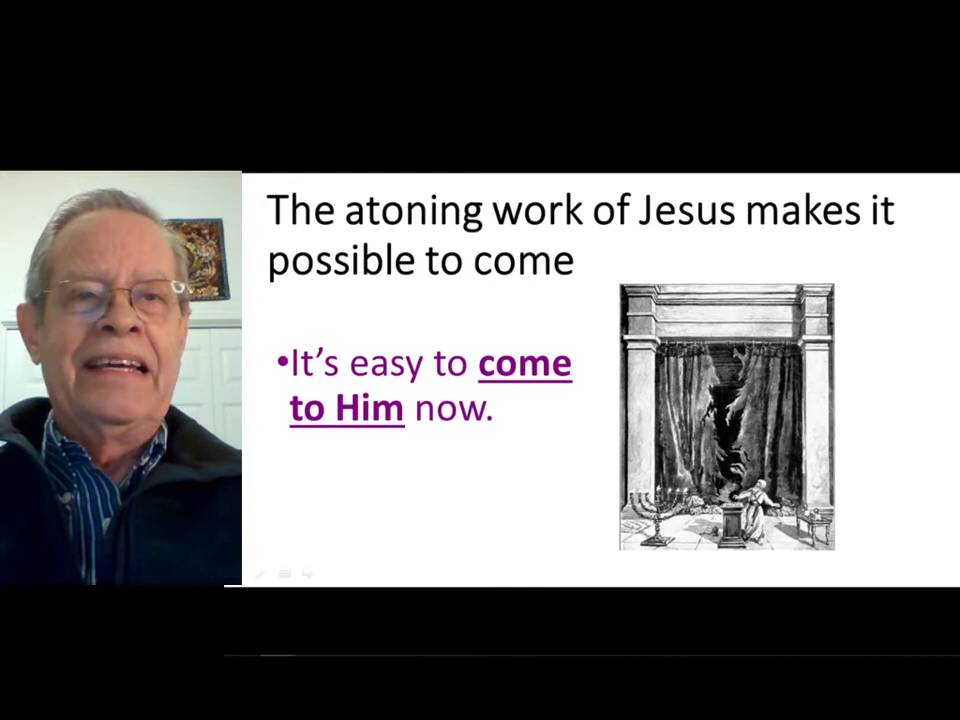 The atoning work of Jesus makes it
possible to come
•It’s easy to come
to Him now.